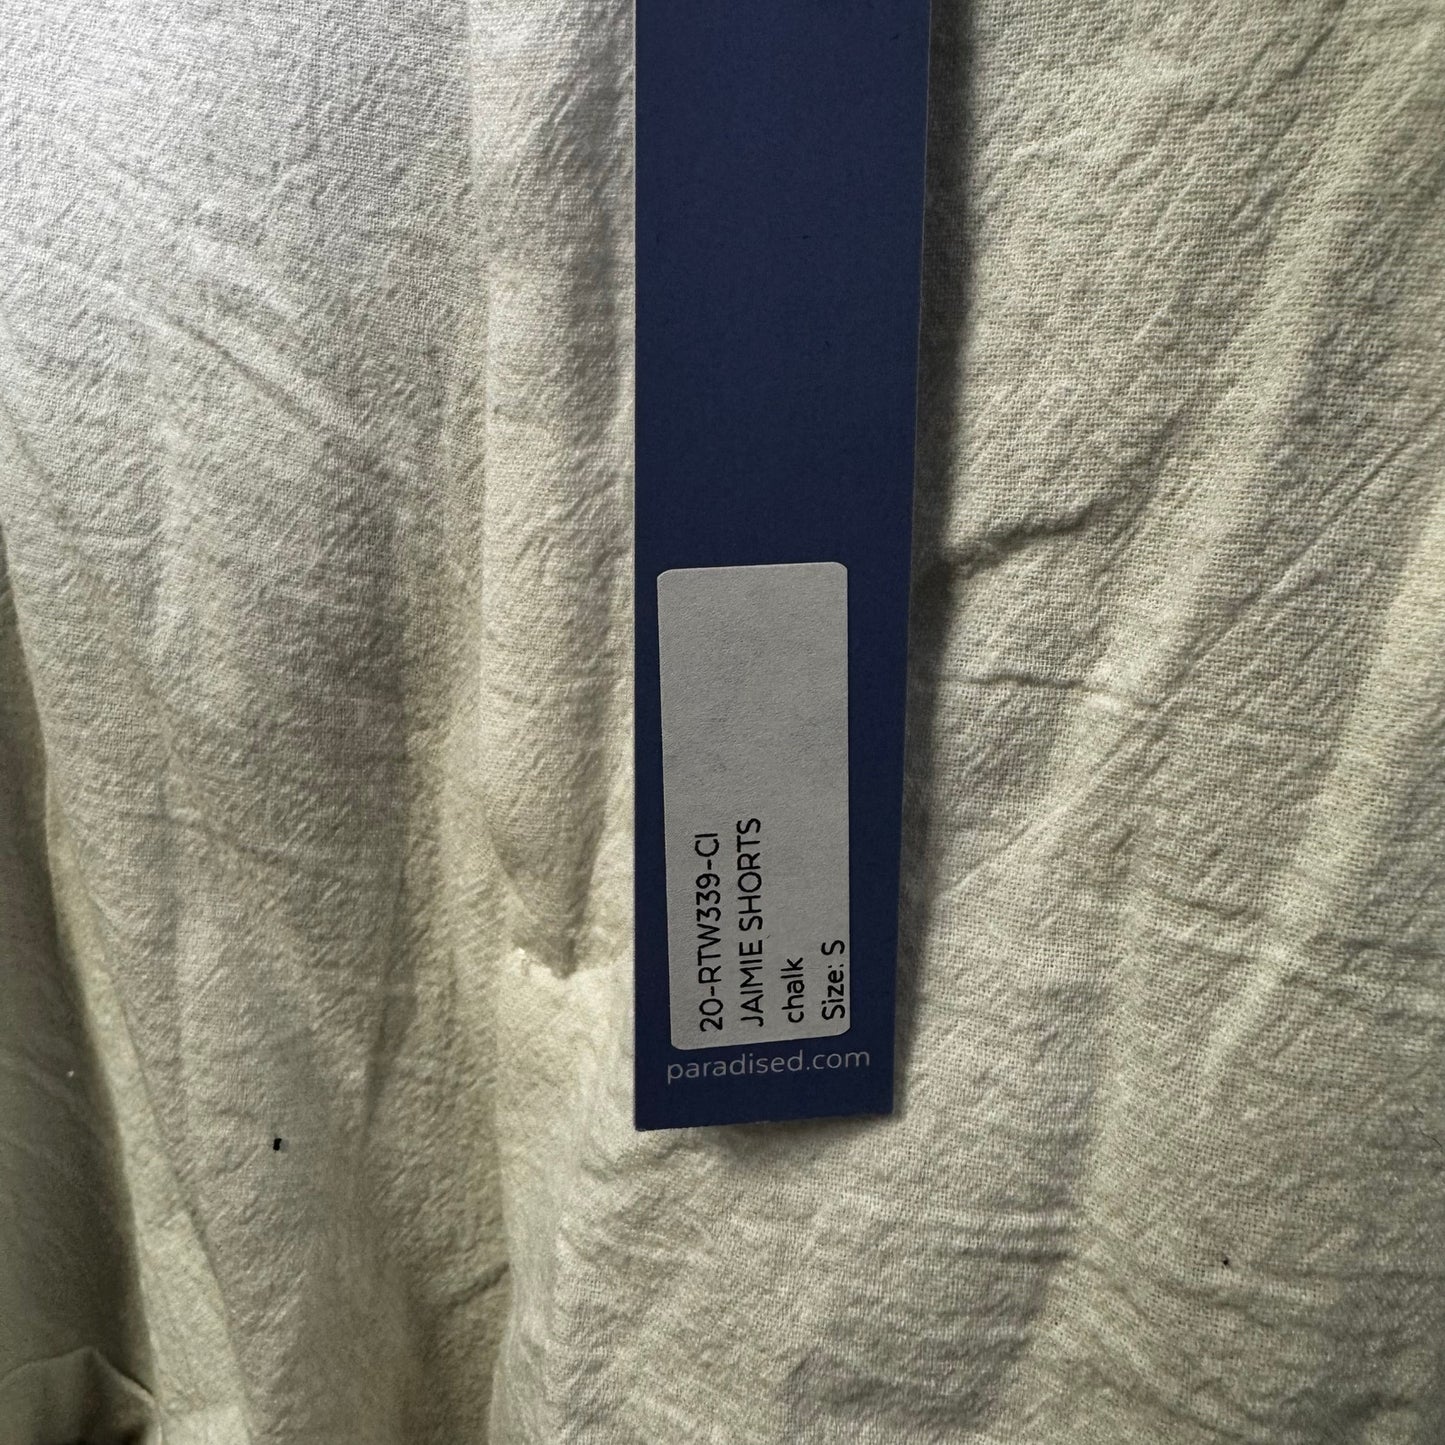 20-RTW339-CI
JAIMIE SHORTS
chalk
Size: S
paradised.com